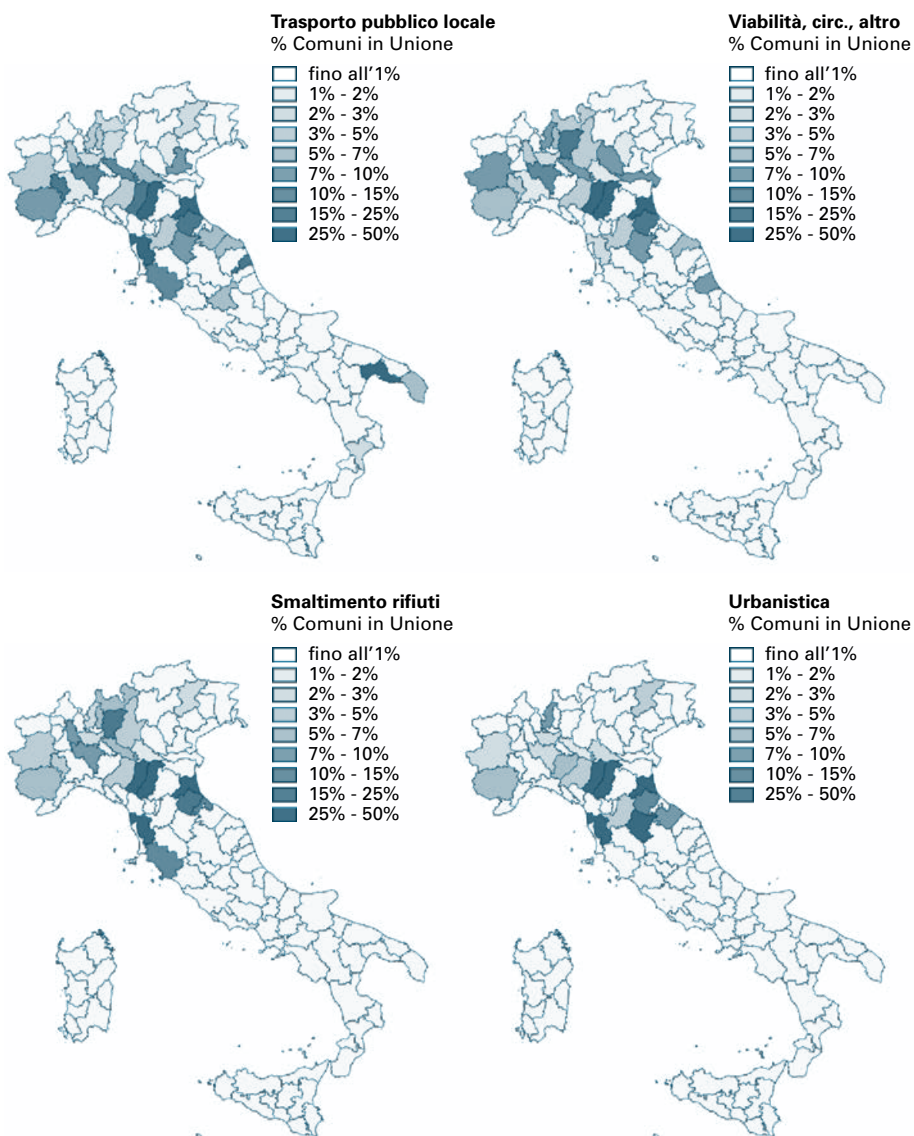 Trasporto pubblico locale
% Comuni in Unione
fino all'1%
1% - 2%
2% - 3%
3% - 5%
5% - 7%
7% - 10%
10% - 15%
15% - 25%
25% - 50%
Viabilità, circ., altro
% Comuni in Unione
fino all'1%
1% - 2%
2% - 3%
3% - 5%
5% - 7%
7% - 10%
10% - 15%
15% - 25%
25% - 50%
Smaltimento rifiuti
% Comuni in Unione
fino all'1%
1% - 2%
2% - 3%
3% - 5%
5% - 7%
7% - 10%
10% - 15%
15% - 25%
25% - 50%
Urbanistica
% Comuni in Unione
fino all'1%
1% - 2%
2% - 3%
3% - 5%
5% - 7%
7% - 10%
10% - 15%
25% - 50%